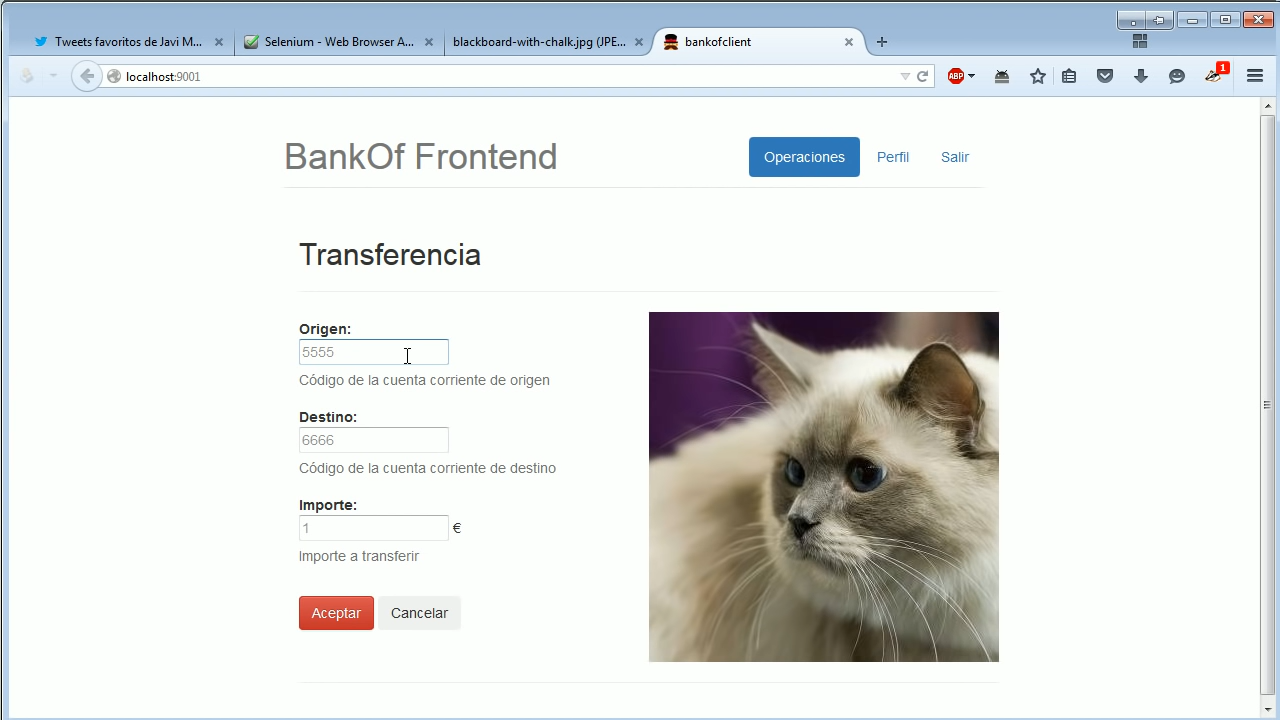 Tweets favoritos de Javi M...
Selenium - Web Browser A...
blackboard-with-chalk.jpg (JPE...
bankofclient
localhost:9001
ABP
1
BankOf Frontend
Operaciones
Perfil
Salir
Transferencia
Origen:
5555
Código de la cuenta corriente de origen
Destino:
6666
Código de la cuenta corriente de destino
Importe:
1 €
Importe a transferir
Aceptar
Cancelar